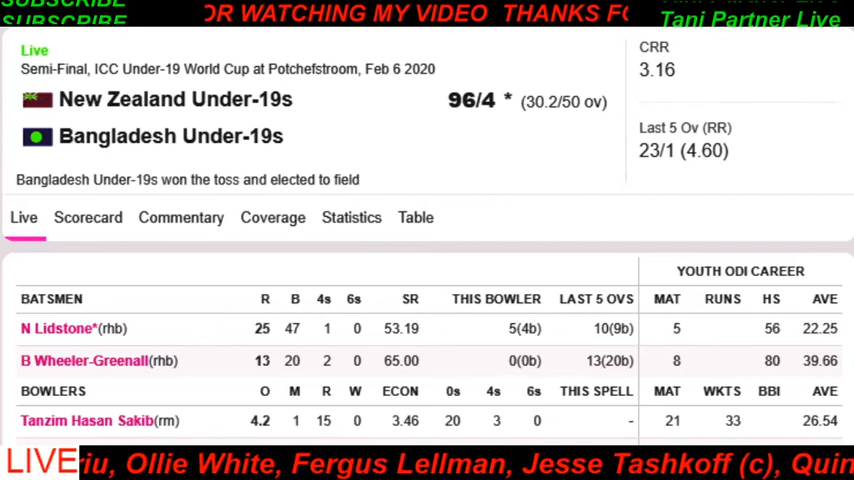 SUBSCRIBE
SUBSCRIBE
OR WATCHING MY VIDEO THANKS FO
Tani Partner Live
Tani Partner Live
Live
Semi-Final, ICC Under-19 World Cup at Potchefstroom, Feb 6 2020
New Zealand Under-19s 96/4 * (30.2/50 ov)
Bangladesh Under-19s
Bangladesh Under-19s won the toss and elected to field
CRR
3.16
Last 5 Ov (RR)
23/1 (4.60)
Live Scorecard Commentary Coverage Statistics Table
YOUTH ODI CAREER
BATSMEN R B 4s 6s SR THIS BOWLER LAST 5 OVS MAT RUNS HS AVE
N Lidstone*(rhb) 25 47 1 0 53.19 5(4b) 10(9b) 5 56 22.25
B Wheeler-Greenall(rhb) 13 20 2 0 65.00 0(0b) 13(20b) 8 80 39.66
BOWLERS O M R W ECON 0s 4s 6s THIS SPELL MAT WKTS BBI AVE
Tanzim Hasan Sakib(rm) 4.2 1 15 0 3.46 20 3 0 - 21 33 26.54
LIVE riu, Ollie White, Fergus Lellman, Jesse Tashkoff (c), Quin